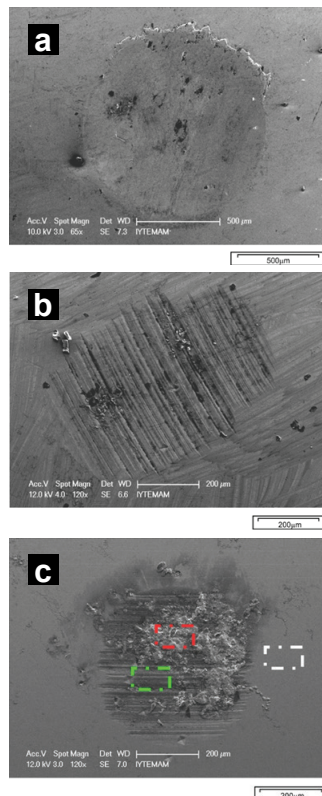 a
Acc.V Spot Magn Det WD 500 µm
10.0 kV 3.0 65x SE 7.3 IYTEMAM
500µm
b
Acc.V Spot Magn Det WD 200 µm
12.0 kV 4.0 120x SE 6.6 IYTEMAM
200µm
c
Acc.V Spot Magn Det WD 200 µm
12.0 kV 3.0 120x SE 7.0 IYTEMAM
200µm